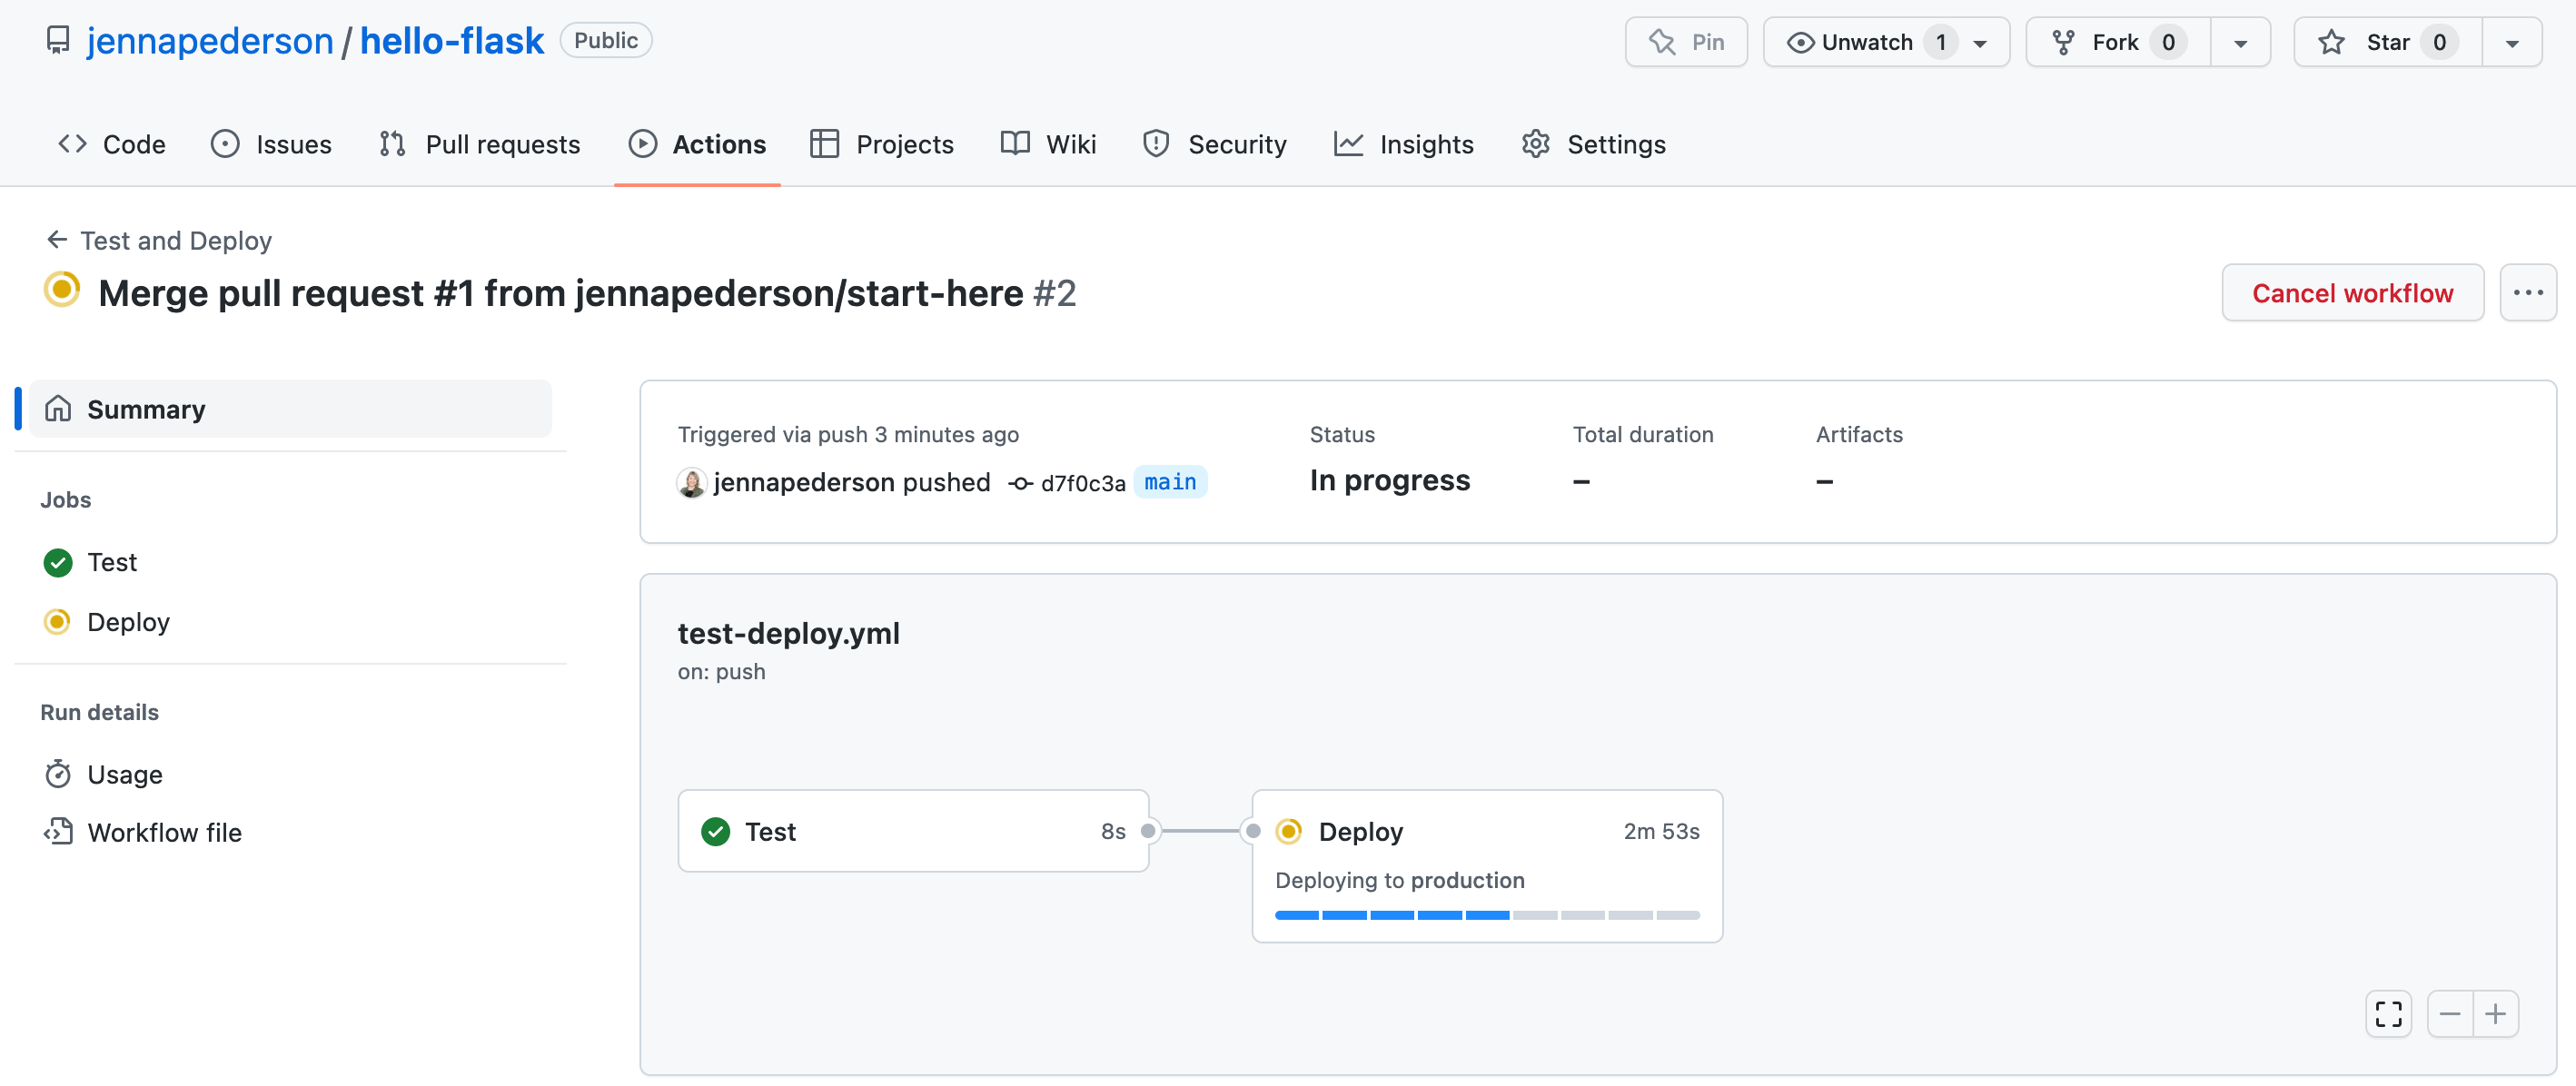 jennapederson / hello-flask Public
Pin Unwatch 1 Fork 0 Star 0
Code Issues Pull requests Actions Projects Wiki Security Insights Settings
← Test and Deploy
Merge pull request #1 from jennapederson/start-here #2
Cancel workflow ...
Summary
Jobs
Test
Deploy
Run details
Usage
Workflow file
Triggered via push 3 minutes ago
jennapederson pushed d7f0c3a main
Status
In progress
Total duration
–
Artifacts
–
test-deploy.yml
on: push
Test 8s
Deploy 2m 53s
Deploying to production